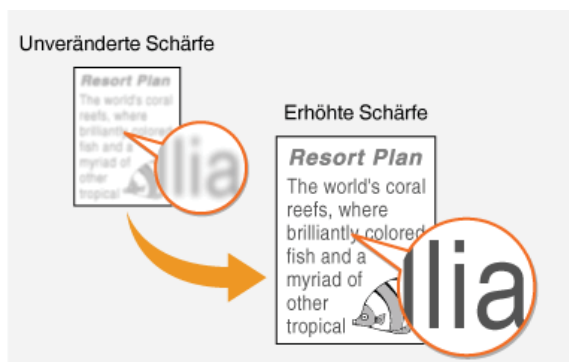 Unveränderte Schärfe
Resort Plan
The world's coral
reefs, where
brilliantly colored
fish and a
myriad of
other
tropical
lia
Erhöhte Schärfe
Resort Plan
The world's coral
reefs, where
brilliantly colored
fish and a
myriad of
other
tropical
llia